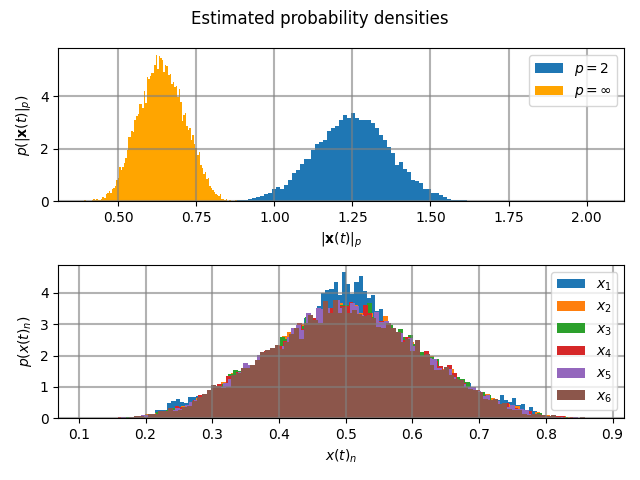 Estimated probability densities
p(|x(t)|ₚ)
4
2
0
p = 2
p = ∞
0.50 0.75 1.00 1.25 1.50 1.75 2.00
|x(t)|ₚ
p(x(t)ₙ)
4
3
2
1
0
x₁
x₂
x₃
x₄
x₅
x₆
0.1 0.2 0.3 0.4 0.5 0.6 0.7 0.8 0.9
x(t)ₙ